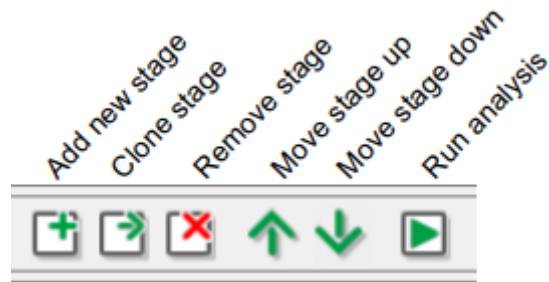 Add new stage
Clone stage
Remove stage
Move stage up
Move stage down
Run analysis